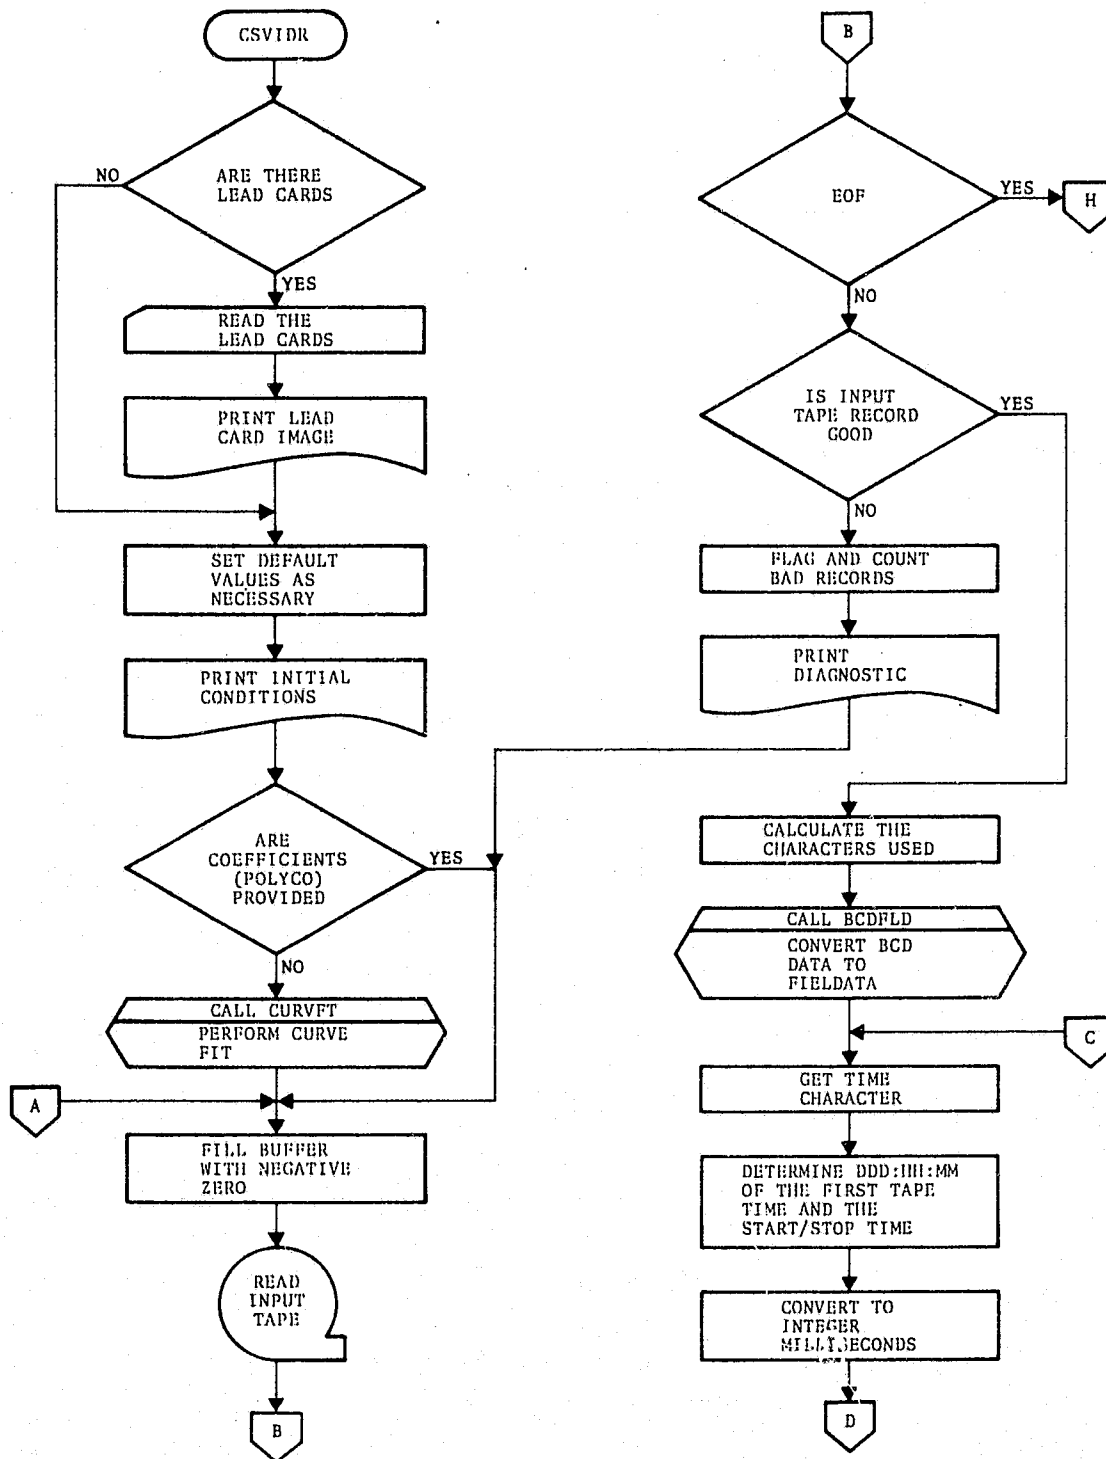 CSVIDR
ARE THERE
LEAD CARDS
NO
YES
READ THE
LEAD CARDS
PRINT LEAD
CARD IMAGE
SET DEFAULT
VALUES AS
NECESSARY
PRINT INITIAL
CONDITIONS
ARE
COEFFICIENTS
(POLYCO)
PROVIDED
YES
NO
CALL CURVFT
PERFORM CURVE
FIT
A
FILL BUFFER
WITH NEGATIVE
ZERO
READ
INPUT
TAPE
B
B
EOF
YES
H
NO
IS INPUT
TAPE RECORD
GOOD
YES
NO
FLAG AND COUNT
BAD RECORDS
PRINT
DIAGNOSTIC
CALCULATE THE
CHARACTERS USED
CALL BCDFLD
CONVERT BCD
DATA TO
FIELDATA
C
GET TIME
CHARACTER
DETERMINE DDD:HH:MM
OF THE FIRST TAPE
TIME AND THE
START/STOP TIME
CONVERT TO
INTEGER
MILLISECONDS
D